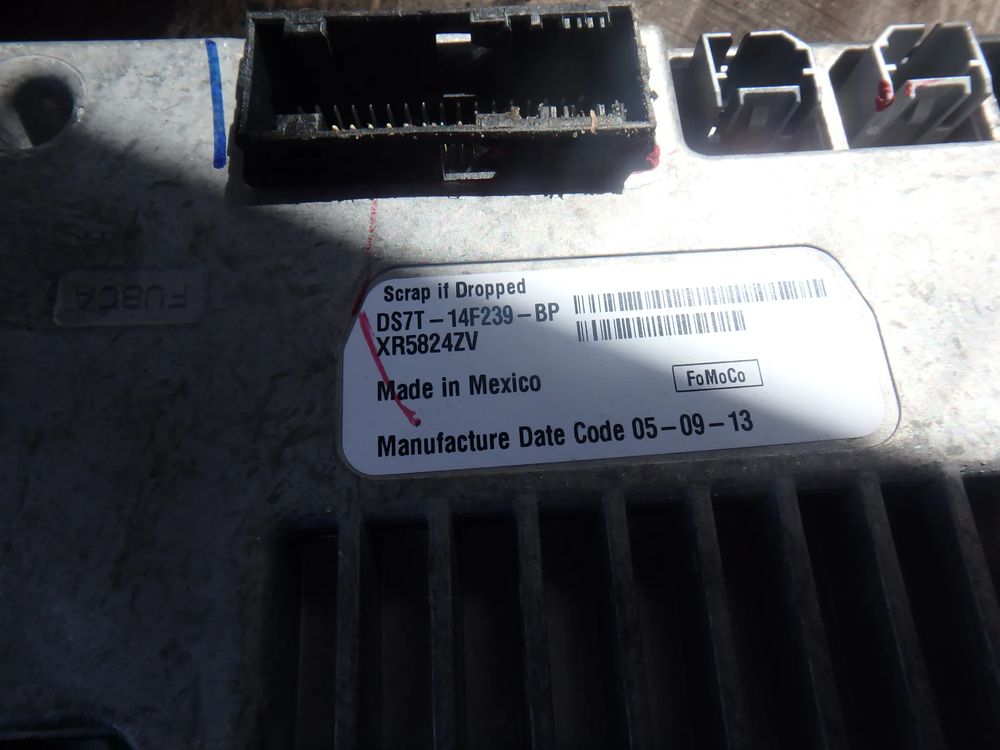 Scrap if Dropped
DS7T-14F239-BP
XR5824ZV
Made in Mexico
FoMoCo
Manufacture Date Code 05-09-13
FUBCA